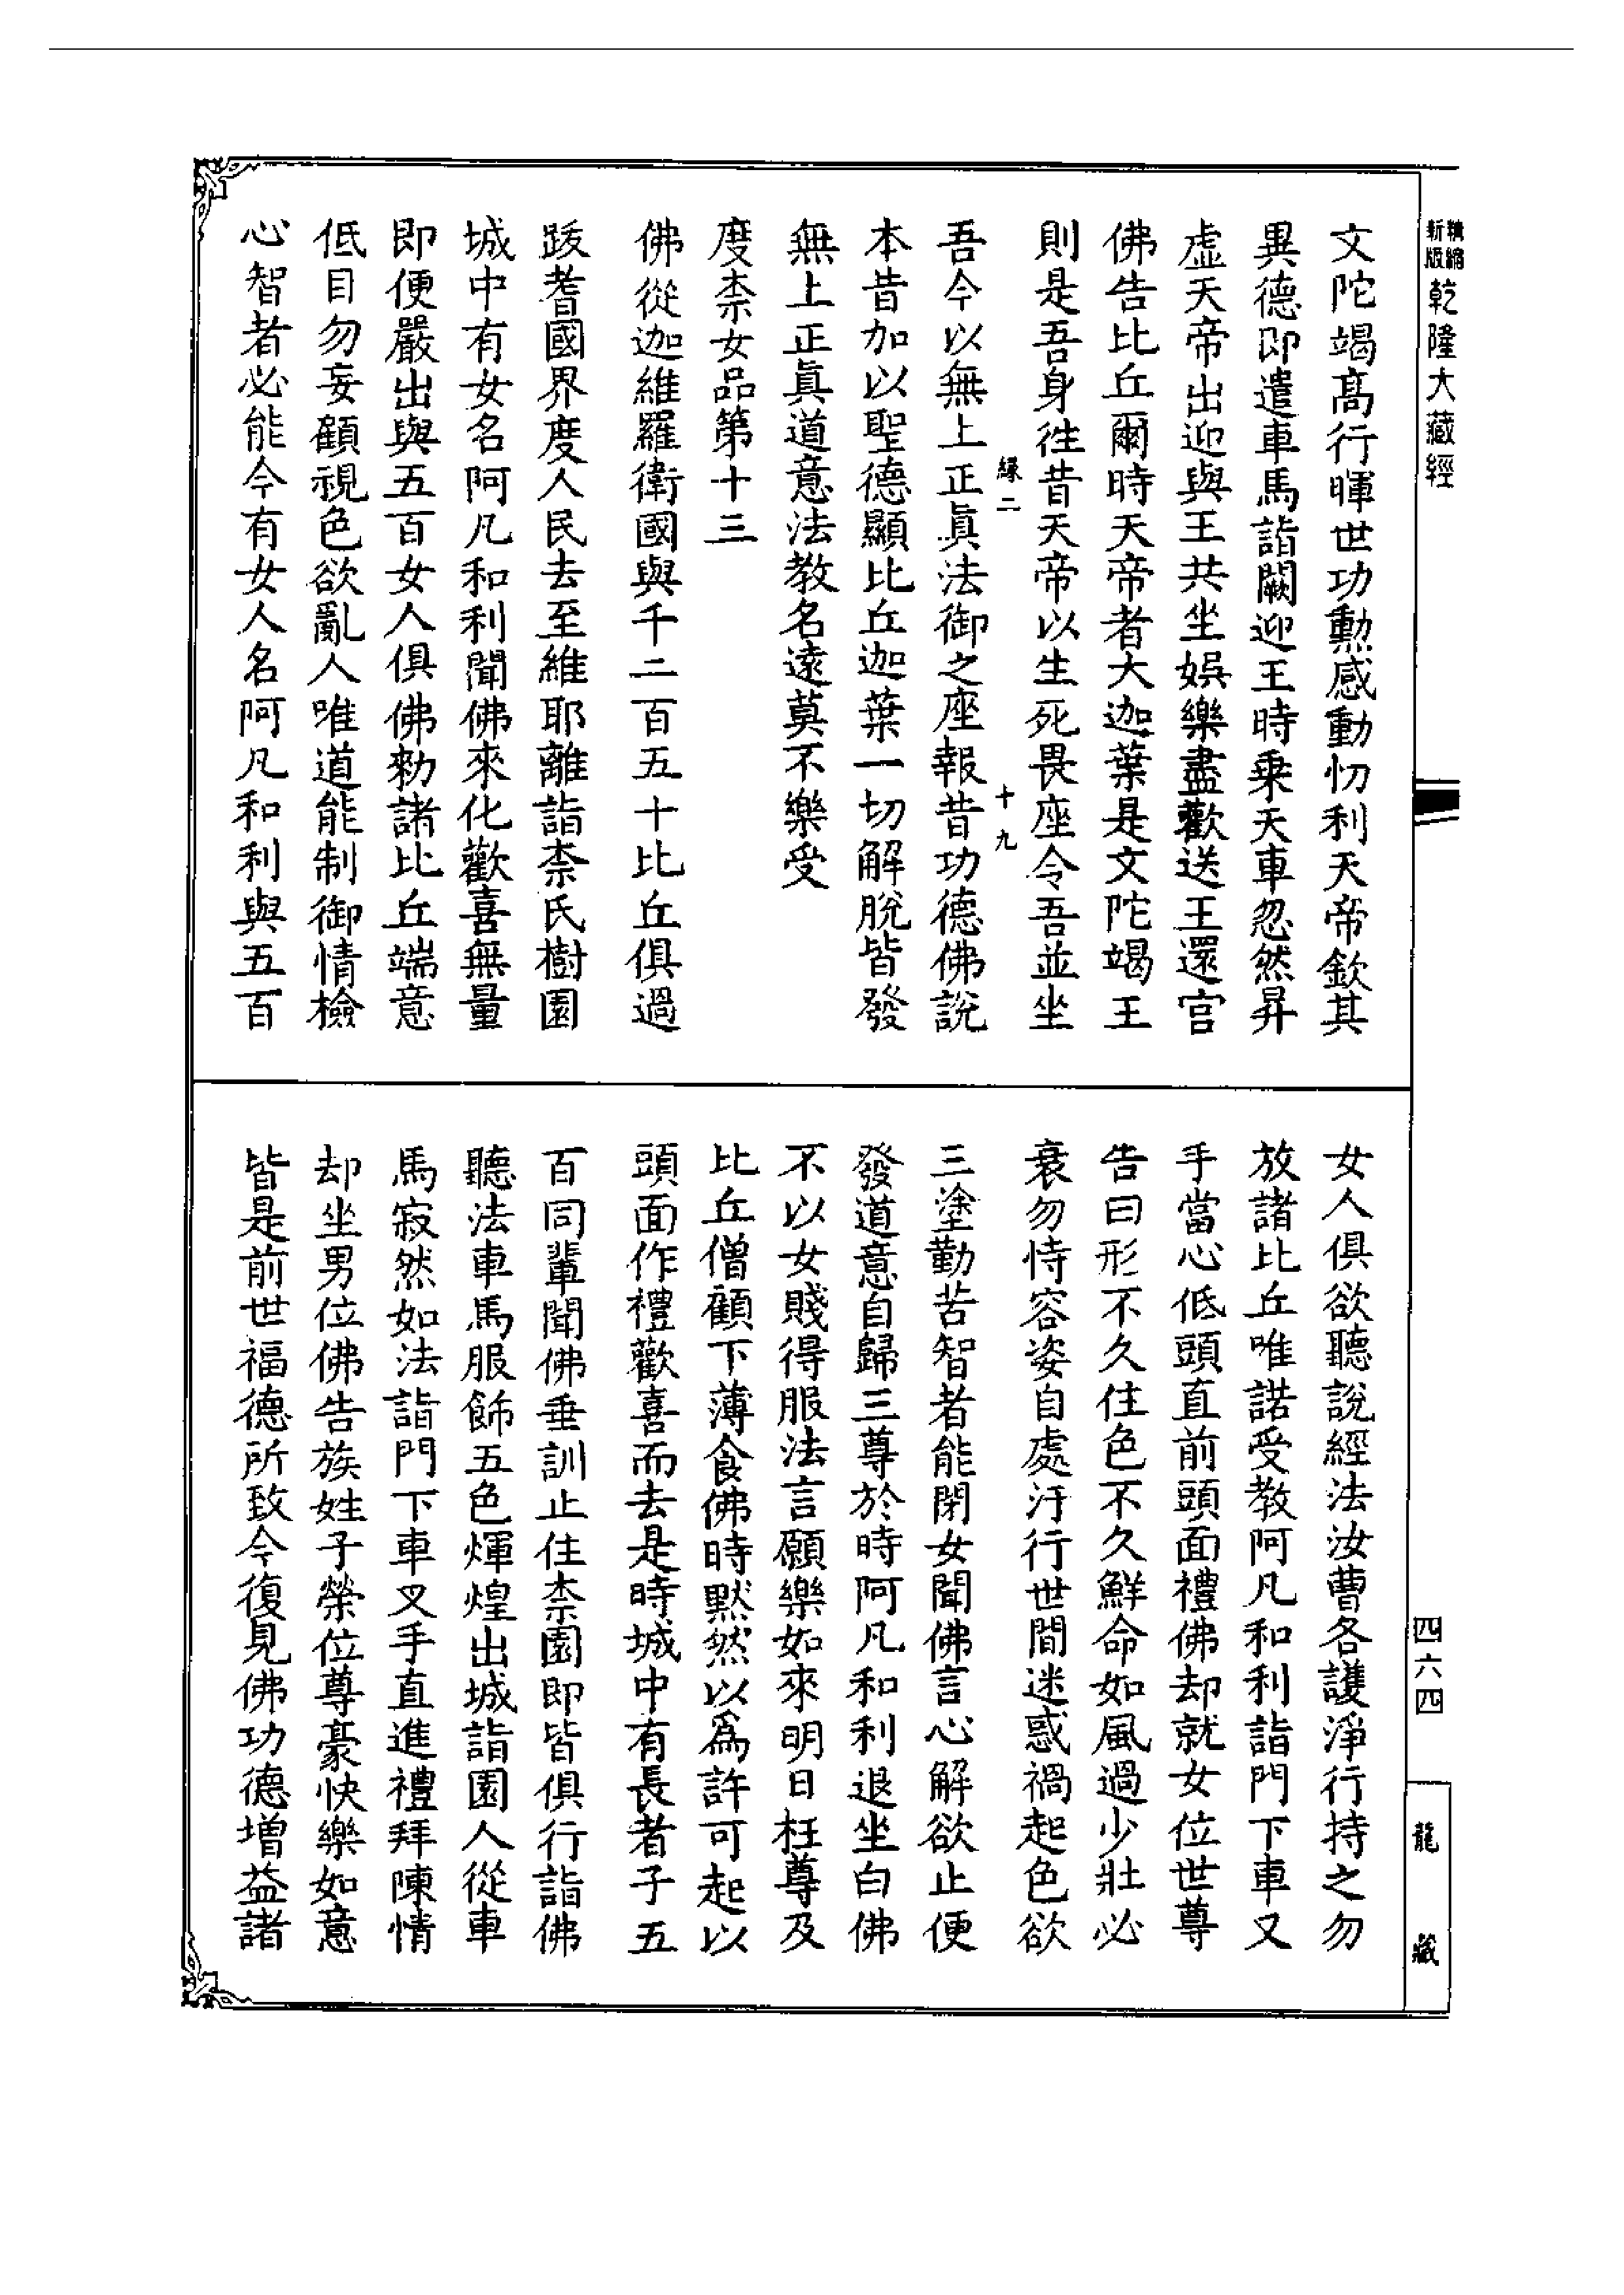 精縮新版乾隆大藏經
文陀竭髙行暉世功勲感動忉利天帝欽其
異德即遣車馬詣闕迎王時乗天車忽然昇
虛天帝出迎與王共坐娛樂盡歡送王還宫
佛告比丘爾時天帝者大迦葉是文陀竭王
則是吾身徃昔天帝以生死畏座令吾並坐
縁二 十九
吾今以無上正眞法御之座報昔功德佛說
本昔加以聖德顯比丘迦葉一切解脫皆發
無上正眞道意法教名遠莫不樂受
度柰女品第十三
佛從迦維羅衛國與千二百五十比丘俱過
跋耆國界度人民去至維耶離詣柰氏樹園
城中有女名阿凡和利聞佛來化歡喜無量
即便嚴出與五百女人俱佛勑諸比丘端意
低目勿妄顧視色欲亂人唯道能制御情檢
心智者必能今有女人名阿凡和利與五百
女人俱欲聽說經法汝曹各護淨行持之勿
放諸比丘唯諾受教阿凡和利詣門下車叉
手當心低頭直前頭面禮佛却就女位世尊
告曰形不久住色不久鮮命如風過少壯必
衰勿恃容姿自處汙行世間迷惑禍起色欲
三塗勤苦智者能閉女聞佛言心解欲止便
發道意自歸三尊於時阿凡和利退坐白佛
不以女賤得服法言願樂如來明日枉尊及
比丘僧顧下薄食佛時默然以為許可起以
頭面作禮歡喜而去是時城中有長者子五
百同輩聞佛垂訓止住柰園即皆俱行詣佛
聽法車馬服飾五色煇煌出城詣園人從車
馬寂然如法詣門下車叉手直進禮拜陳情
却坐男位佛告族姓子榮位尊豪快樂如意
皆是前世福德所致今復見佛功德增益諸
四六四
龍藏